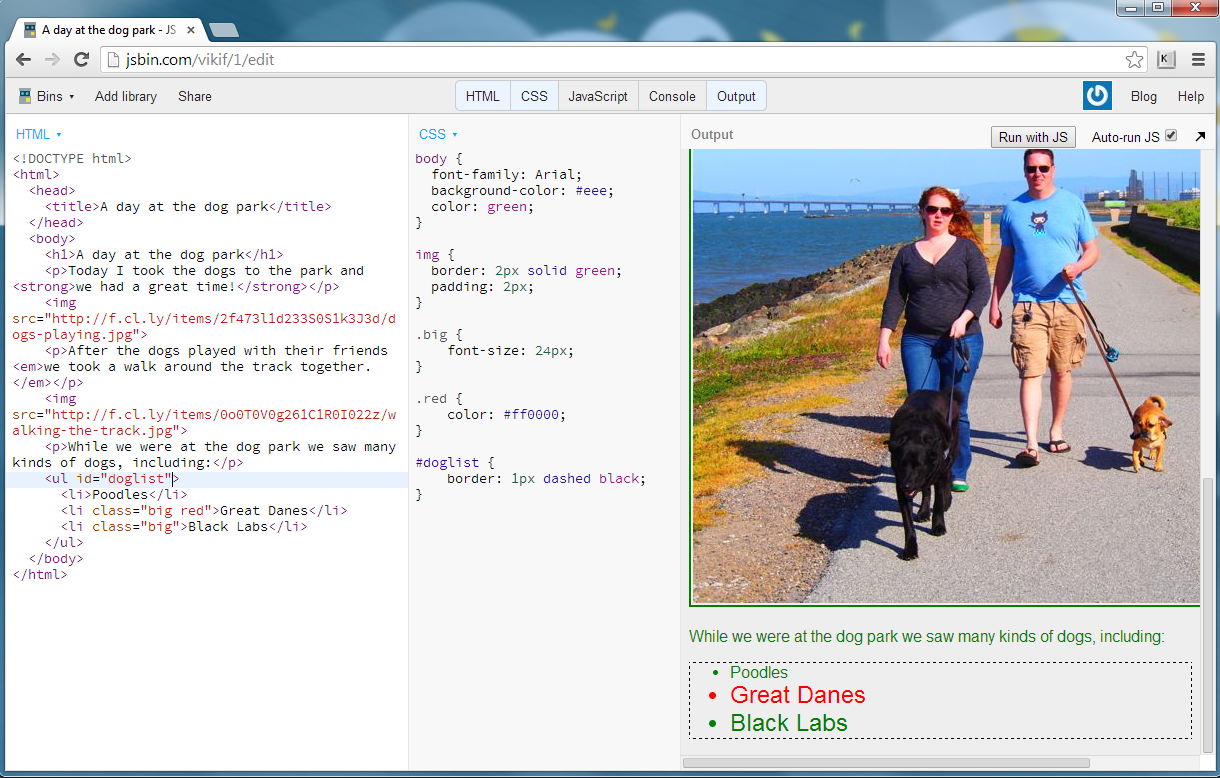 A day at the dog park - JS
jsbin.com/vikif/1/edit
Bins Add library Share HTML CSS JavaScript Console Output Blog Help
HTML
<!DOCTYPE html>
<html>
  <head>
    <title>A day at the dog park</title>
  </head>
  <body>
    <h1>A day at the dog park</h1>
    <p>Today I took the dogs to the park and
<strong>we had a great time!</strong></p>
    <img
src="http://f.cl.ly/items/2f473l1d233S0S1k3J3d/d
ogs-playing.jpg">
    <p>After the dogs played with their friends
<em>we took a walk around the track together.
</em></p>
    <img
src="http://f.cl.ly/items/0o0T0V0g261C1R0I022z/w
alking-the-track.jpg">
    <p>While we were at the dog park we saw many
kinds of dogs, including:</p>
    <ul id="doglist">
      <li>Poodles</li>
      <li class="big red">Great Danes</li>
      <li class="big">Black Labs</li>
    </ul>
  </body>
</html>
CSS
body {
  font-family: Arial;
  background-color: #eee;
  color: green;
}
img {
  border: 2px solid green;
  padding: 2px;
}
.big {
    font-size: 24px;
}
.red {
    color: #ff0000;
}
#doglist {
    border: 1px dashed black;
}
Output Run with JS Auto-run JS
While we were at the dog park we saw many kinds of dogs, including:
• Poodles
• Great Danes
• Black Labs